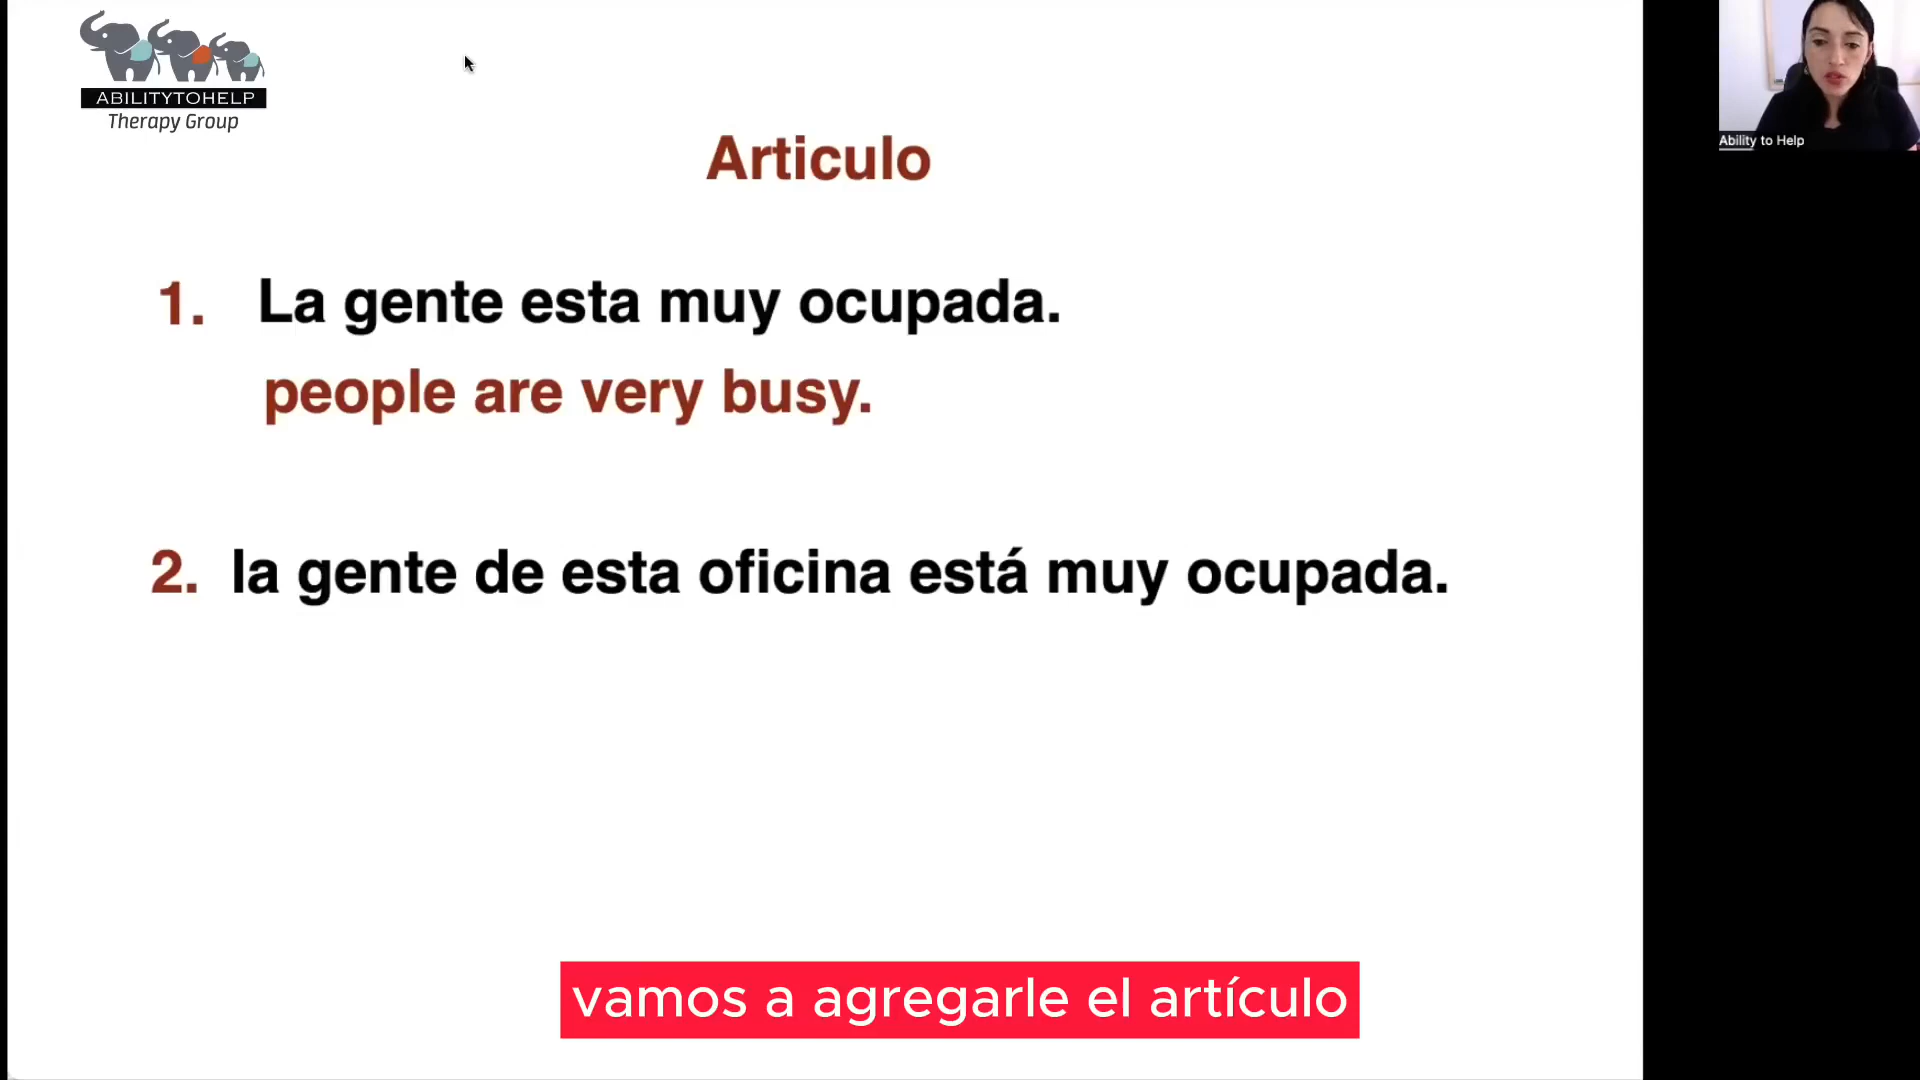 ABILITYTOHELP
Therapy Group
Ability to Help
Articulo
1. La gente esta muy ocupada.
people are very busy.
2. la gente de esta oficina está muy ocupada.
vamos a agregarle el artículo